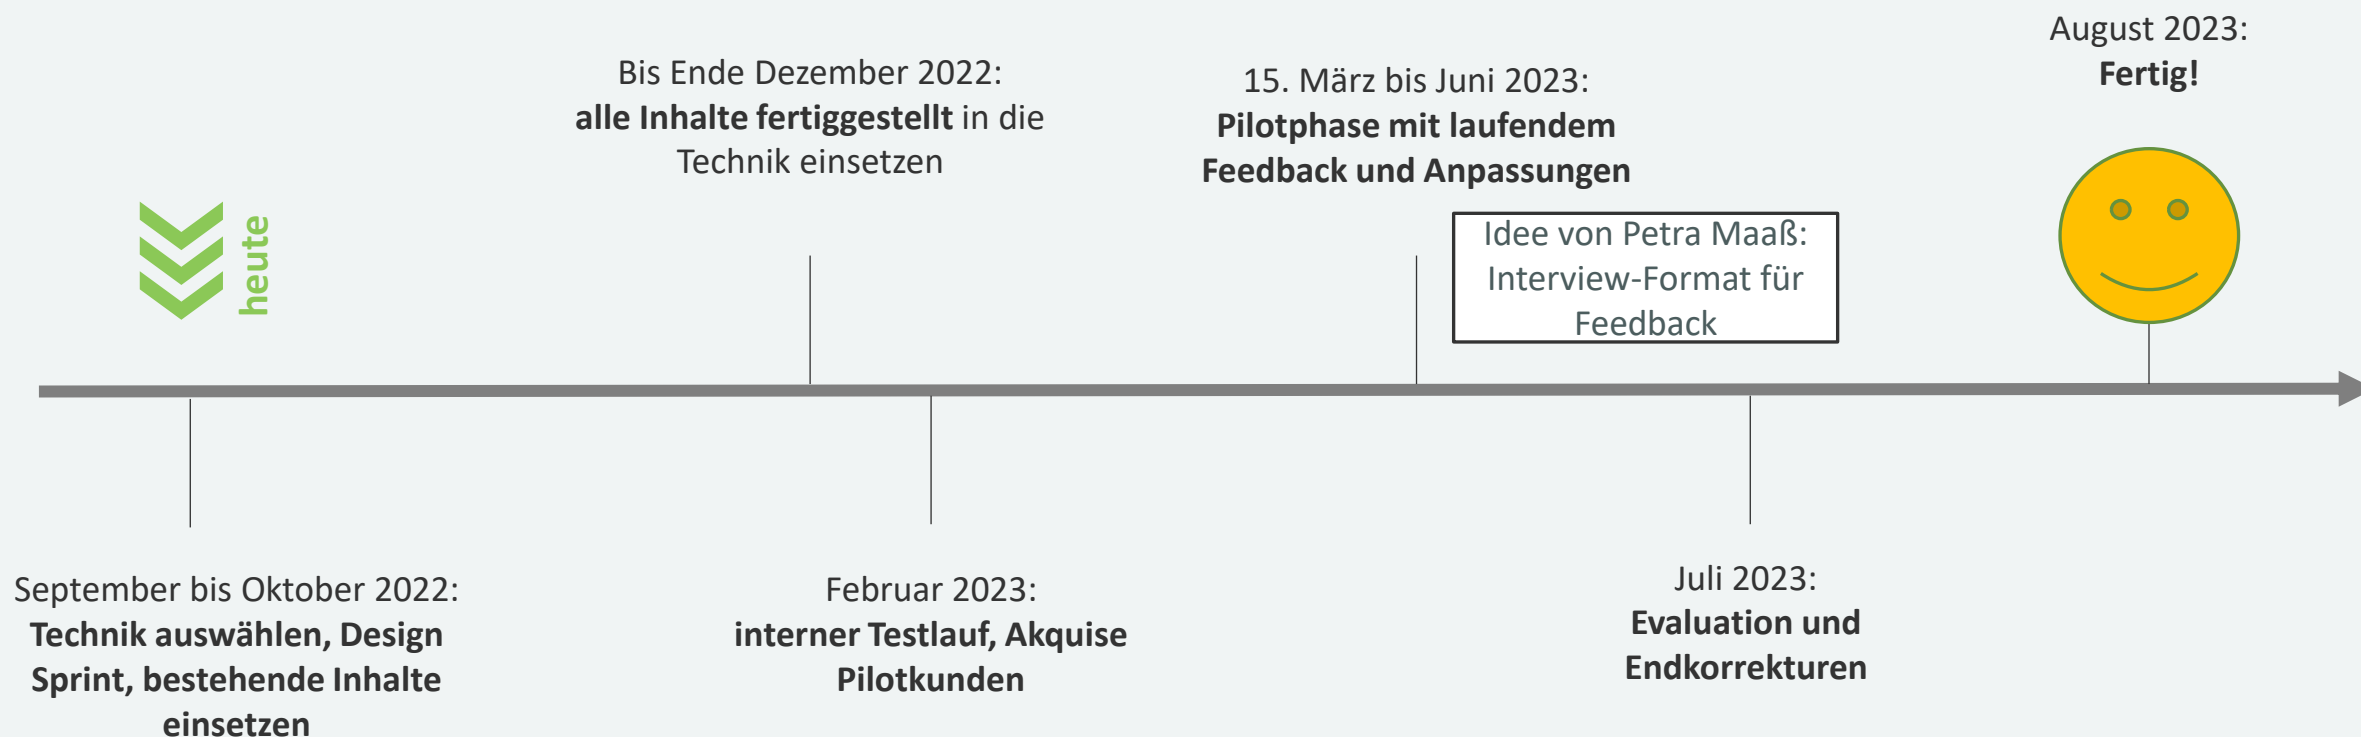 heute
September bis Oktober 2022:
Technik auswählen, Design
Sprint, bestehende Inhalte
einsetzen
Bis Ende Dezember 2022:
alle Inhalte fertiggestellt in die
Technik einsetzen
Februar 2023:
interner Testlauf, Akquise
Pilotkunden
15. März bis Juni 2023:
Pilotphase mit laufendem
Feedback und Anpassungen
Idee von Petra Maaß:
Interview-Format für
Feedback
Juli 2023:
Evaluation und
Endkorrekturen
August 2023:
Fertig!